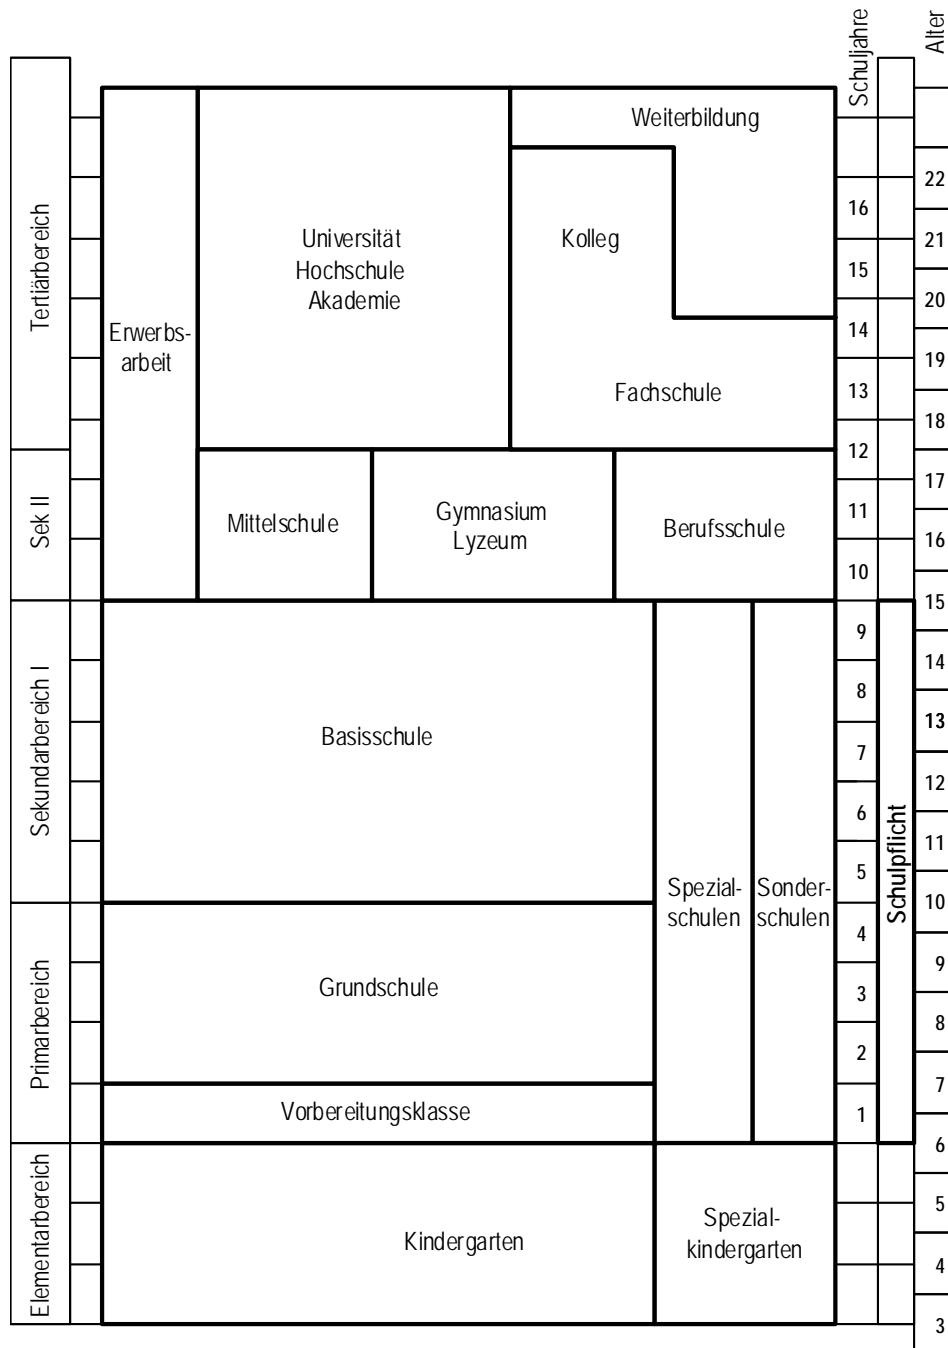 Schuljahre
Alter
Weiterbildung
22
16
Universität
Hochschule
Akademie
Kolleg
21
15
Tertiärbereich
20
Erwerbs-
arbeit
14
19
13
Fachschule
18
12
17
Sek II
Mittelschule
Gymnasium
Lyzeum
Berufsschule
11
16
10
15
9
14
8
13
Sekundarbereich I
Basisschule
7
12
6
11
5
Schulpflicht
Spezial-
schulen
Sonder-
schulen
10
4
9
Grundschule
3
8
Primarbereich
2
7
Vorbereitungsklasse
1
6
5
Elementarbereich
Kindergarten
Spezial-
kindergarten
4
3